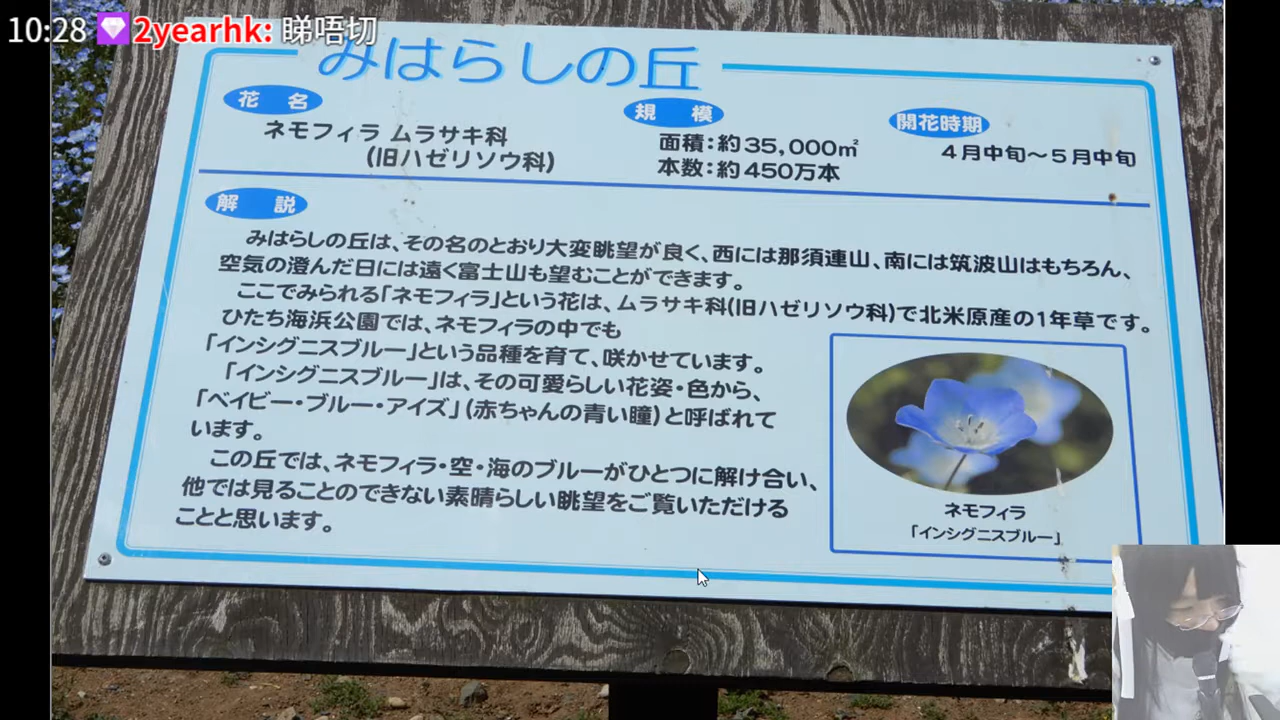 10:28 2yearhk: 睇唔切
みはらしの丘
花名
ネモフィラ ムラサキ科
(旧ハゼリソウ科)
規模
面積:約35,000㎡
本数:約450万本
開花時期
4月中旬～5月中旬
解説
みはらしの丘は、その名のとおり大変眺望が良く、西には那須連山、南には筑波山はもちろん、
空気の澄んだ日には遠く富士山も望むことができます。
ここでみられる「ネモフィラ」という花は、ムラサキ科(旧ハゼリソウ科)で北米原産の1年草です。
ひたち海浜公園では、ネモフィラの中でも
「インシグニスブルー」という品種を育て、咲かせています。
「インシグニスブルー」は、その可愛らしい花姿・色から、
「ベイビー・ブルー・アイズ」(赤ちゃんの青い瞳)と呼ばれて
います。
この丘では、ネモフィラ・空・海のブルーがひとつに解け合い、
他では見ることのできない素晴らしい眺望をご覧いただける
ことと思います。
ネモフィラ
「インシグニスブルー」